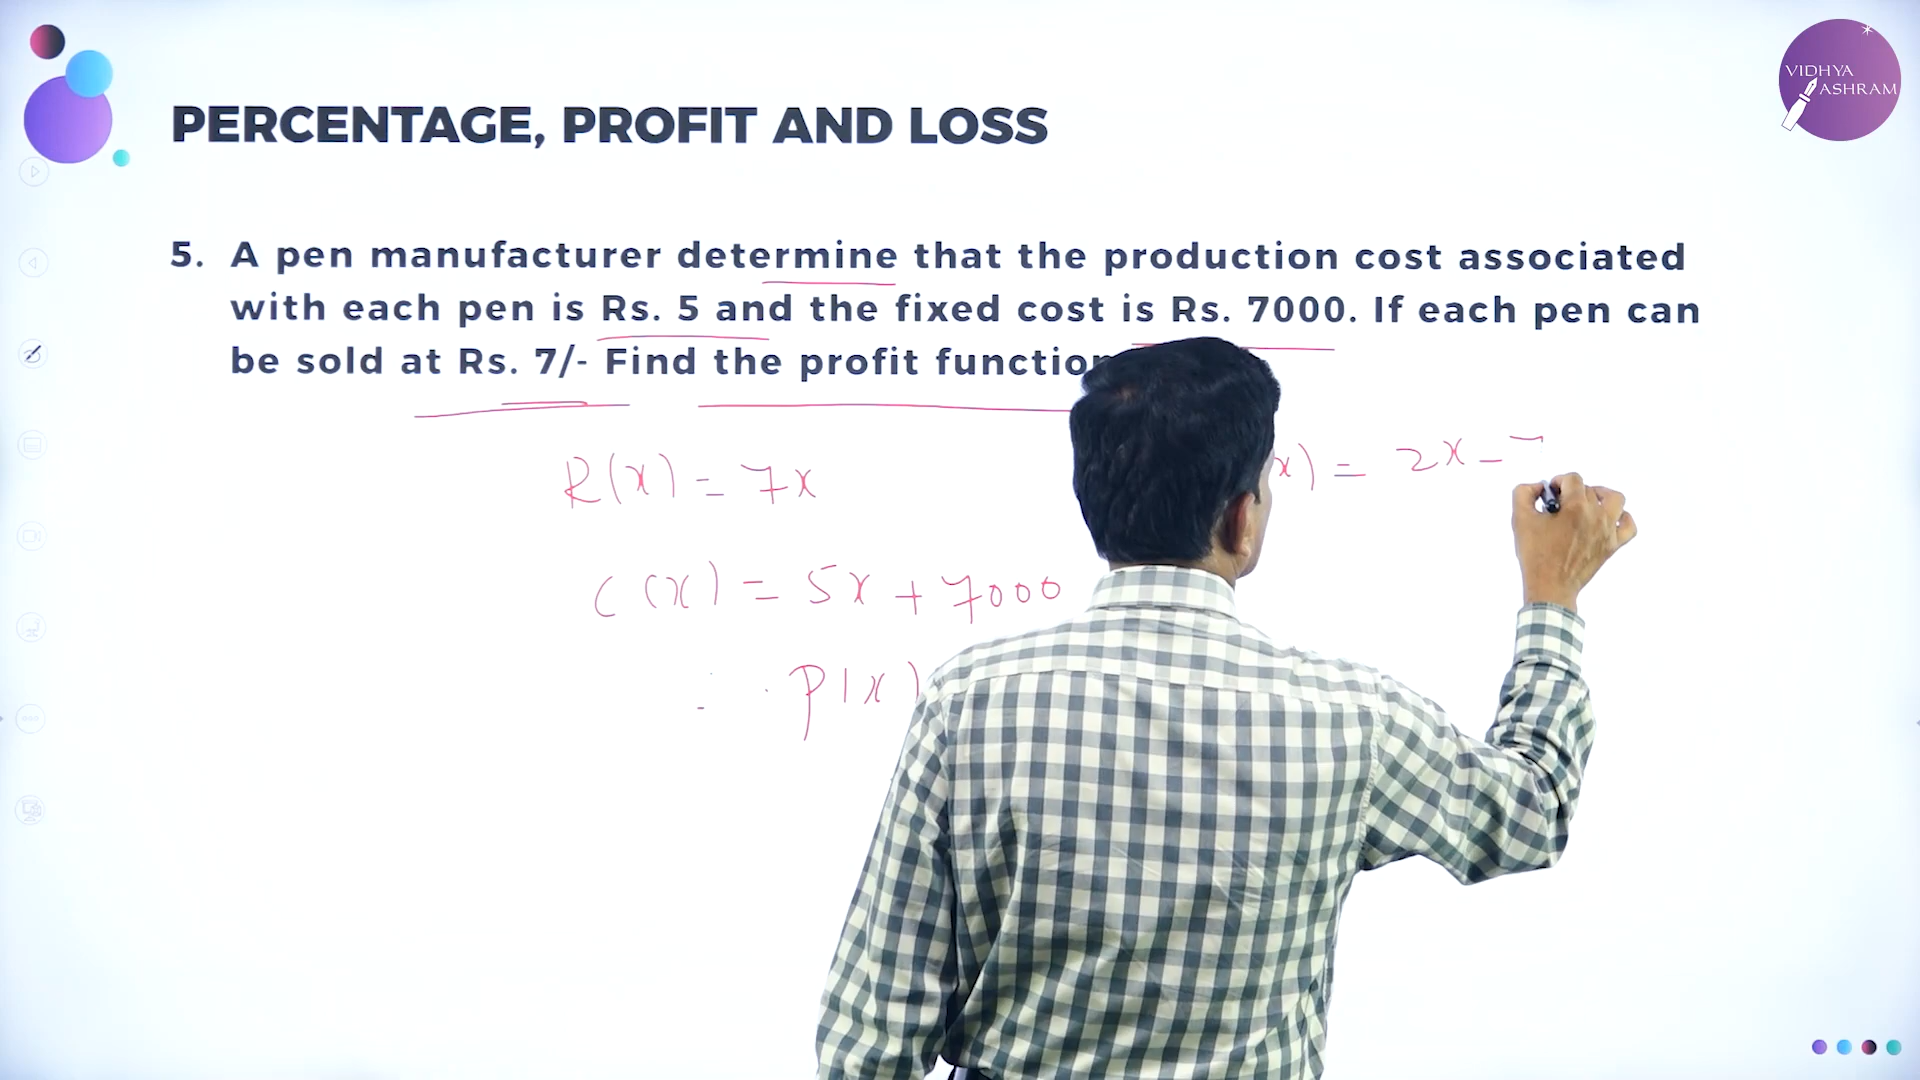 VIDHYA
ASHRAM
PERCENTAGE, PROFIT AND LOSS
5. A pen manufacturer determine that the production cost associated
with each pen is Rs. 5 and the fixed cost is Rs. 7000. If each pen can
be sold at Rs. 7/- Find the profit
R(x) = 7x
x) = 2x - 7
C(x) = 5x + 7000
∴ P(x)